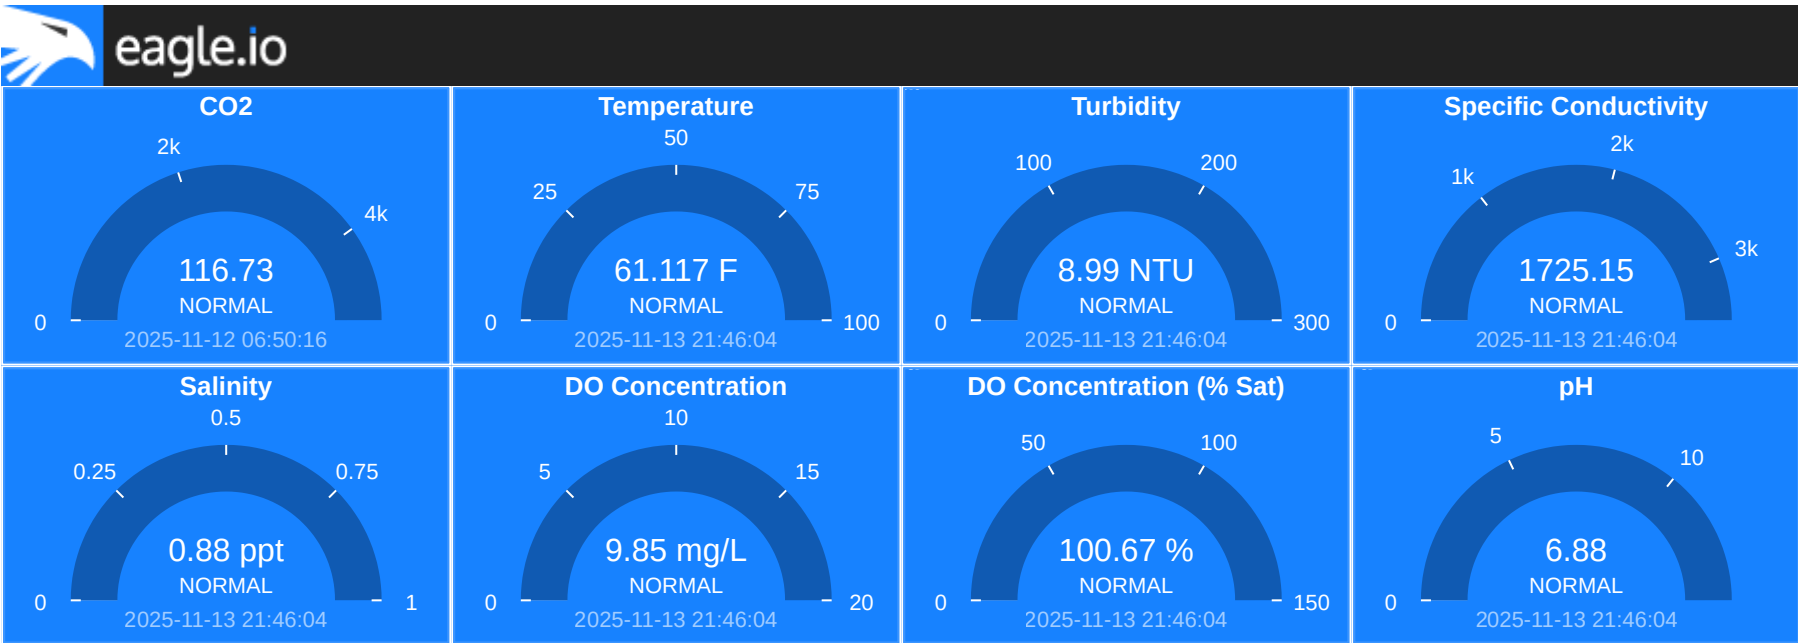 eagle.io
CO2
2k
4k
0
116.73
NORMAL
2025-11-12 06:50:16
Temperature
50
25
75
0
100
61.117 F
NORMAL
2025-11-13 21:46:04
Turbidity
100
200
0
300
8.99 NTU
NORMAL
2025-11-13 21:46:04
Specific Conductivity
2k
1k
3k
0
1725.15
NORMAL
2025-11-13 21:46:04
Salinity
0.5
0.25
0.75
0
1
0.88 ppt
NORMAL
2025-11-13 21:46:04
DO Concentration
10
5
15
0
20
9.85 mg/L
NORMAL
2025-11-13 21:46:04
DO Concentration (% Sat)
50
100
0
150
100.67 %
NORMAL
2025-11-13 21:46:04
pH
5
10
0
6.88
NORMAL
2025-11-13 21:46:04